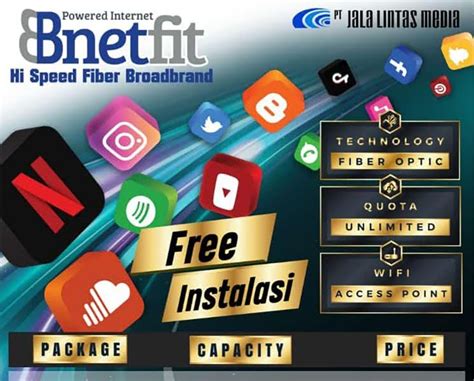 Powered Internet
Bnetfit
Hi Speed Fiber Broadbrand
PT JALA LINTAS MEDIA
TECHNOLOGY
FIBER OPTIC
QUOTA
UNLIMITED
WIFI
ACCESS POINT
N
Free
Instalasi
PACKAGE
CAPACITY
PRICE